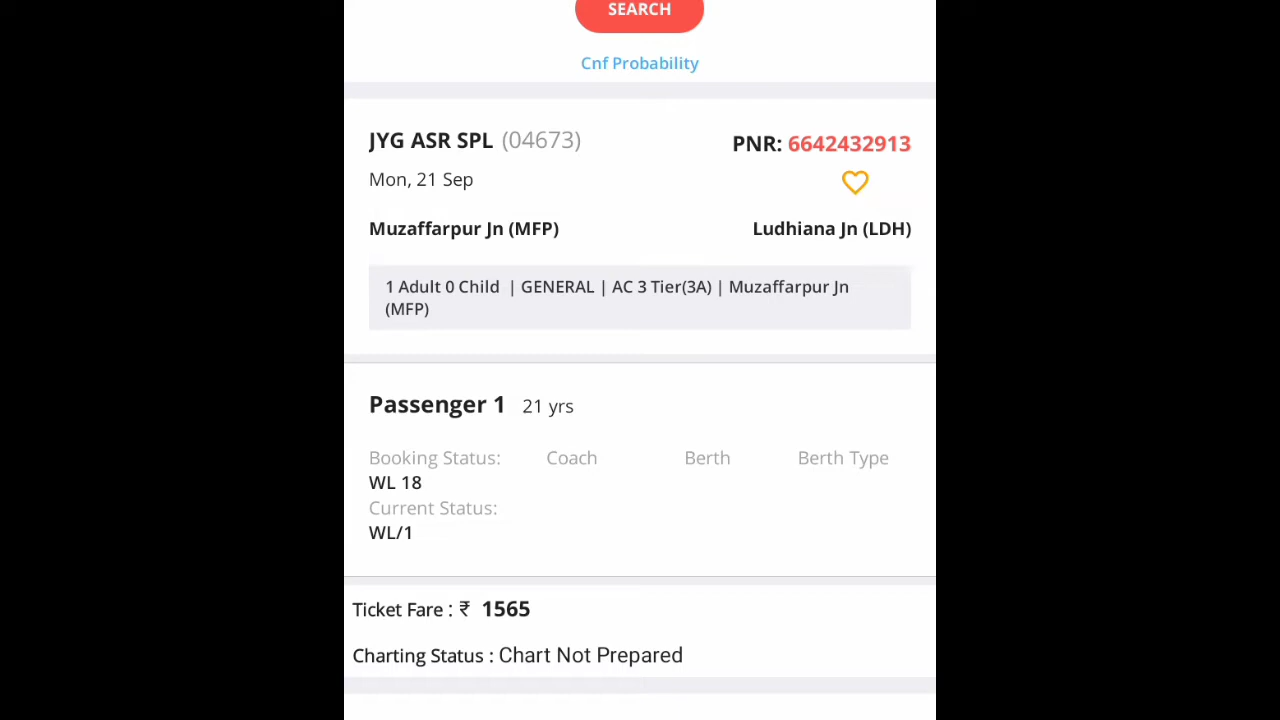 SEARCH
Cnf Probability
JYG ASR SPL (04673)
PNR: 6642432913
Mon, 21 Sep
Muzaffarpur Jn (MFP)
Ludhiana Jn (LDH)
1 Adult 0 Child | GENERAL | AC 3 Tier(3A) | Muzaffarpur Jn
(MFP)
Passenger 1 21 yrs
Booking Status: Coach Berth Berth Type
WL 18
Current Status:
WL/1
Ticket Fare : ₹ 1565
Charting Status : Chart Not Prepared